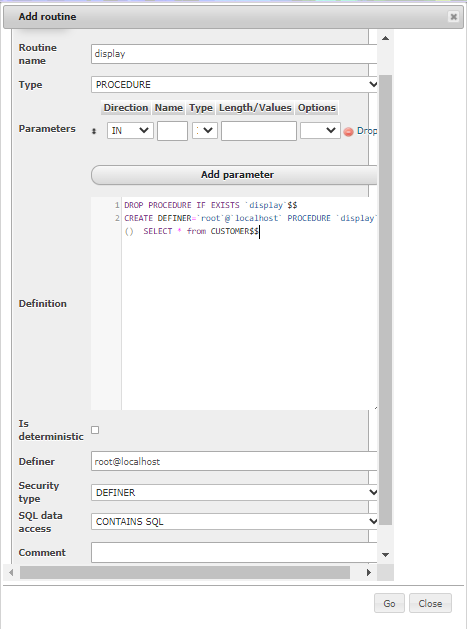 Add routine
Routine name
display
Type
PROCEDURE
Direction Name Type Length/Values Options
Parameters
IN
Drop
Add parameter
1 DROP PROCEDURE IF EXISTS `display`$$
2 CREATE DEFINER=`root`@`localhost` PROCEDURE `display`
() SELECT * from CUSTOMER$$
Definition
Is deterministic
Definer
root@localhost
Security type
DEFINER
SQL data access
CONTAINS SQL
Comment
Go Close